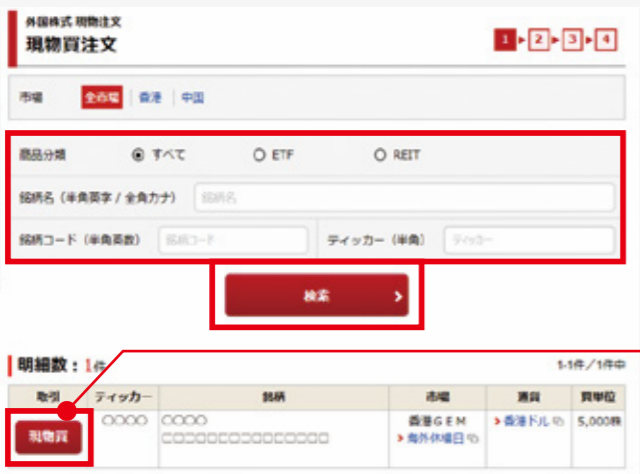 外国株式 現物注文
現物買注文
1 2 3 4
市場 全市場 香港 中国
商品分類 すべて ETF REIT
銘柄名（半角英字 / 全角カナ） 銘柄名
銘柄コード（半角英数） 銘柄コード ティッカー（半角） ティッカー
検索
明細数：1件 1-1件／1件中
取引 ティッカー 銘柄 市場 通貨 買単位
現物買 ○○○○ ○○○○ 香港ＧＥＭ 香港ドル 5,000株
□□□□□□□□□□□□□□□ 海外休場日